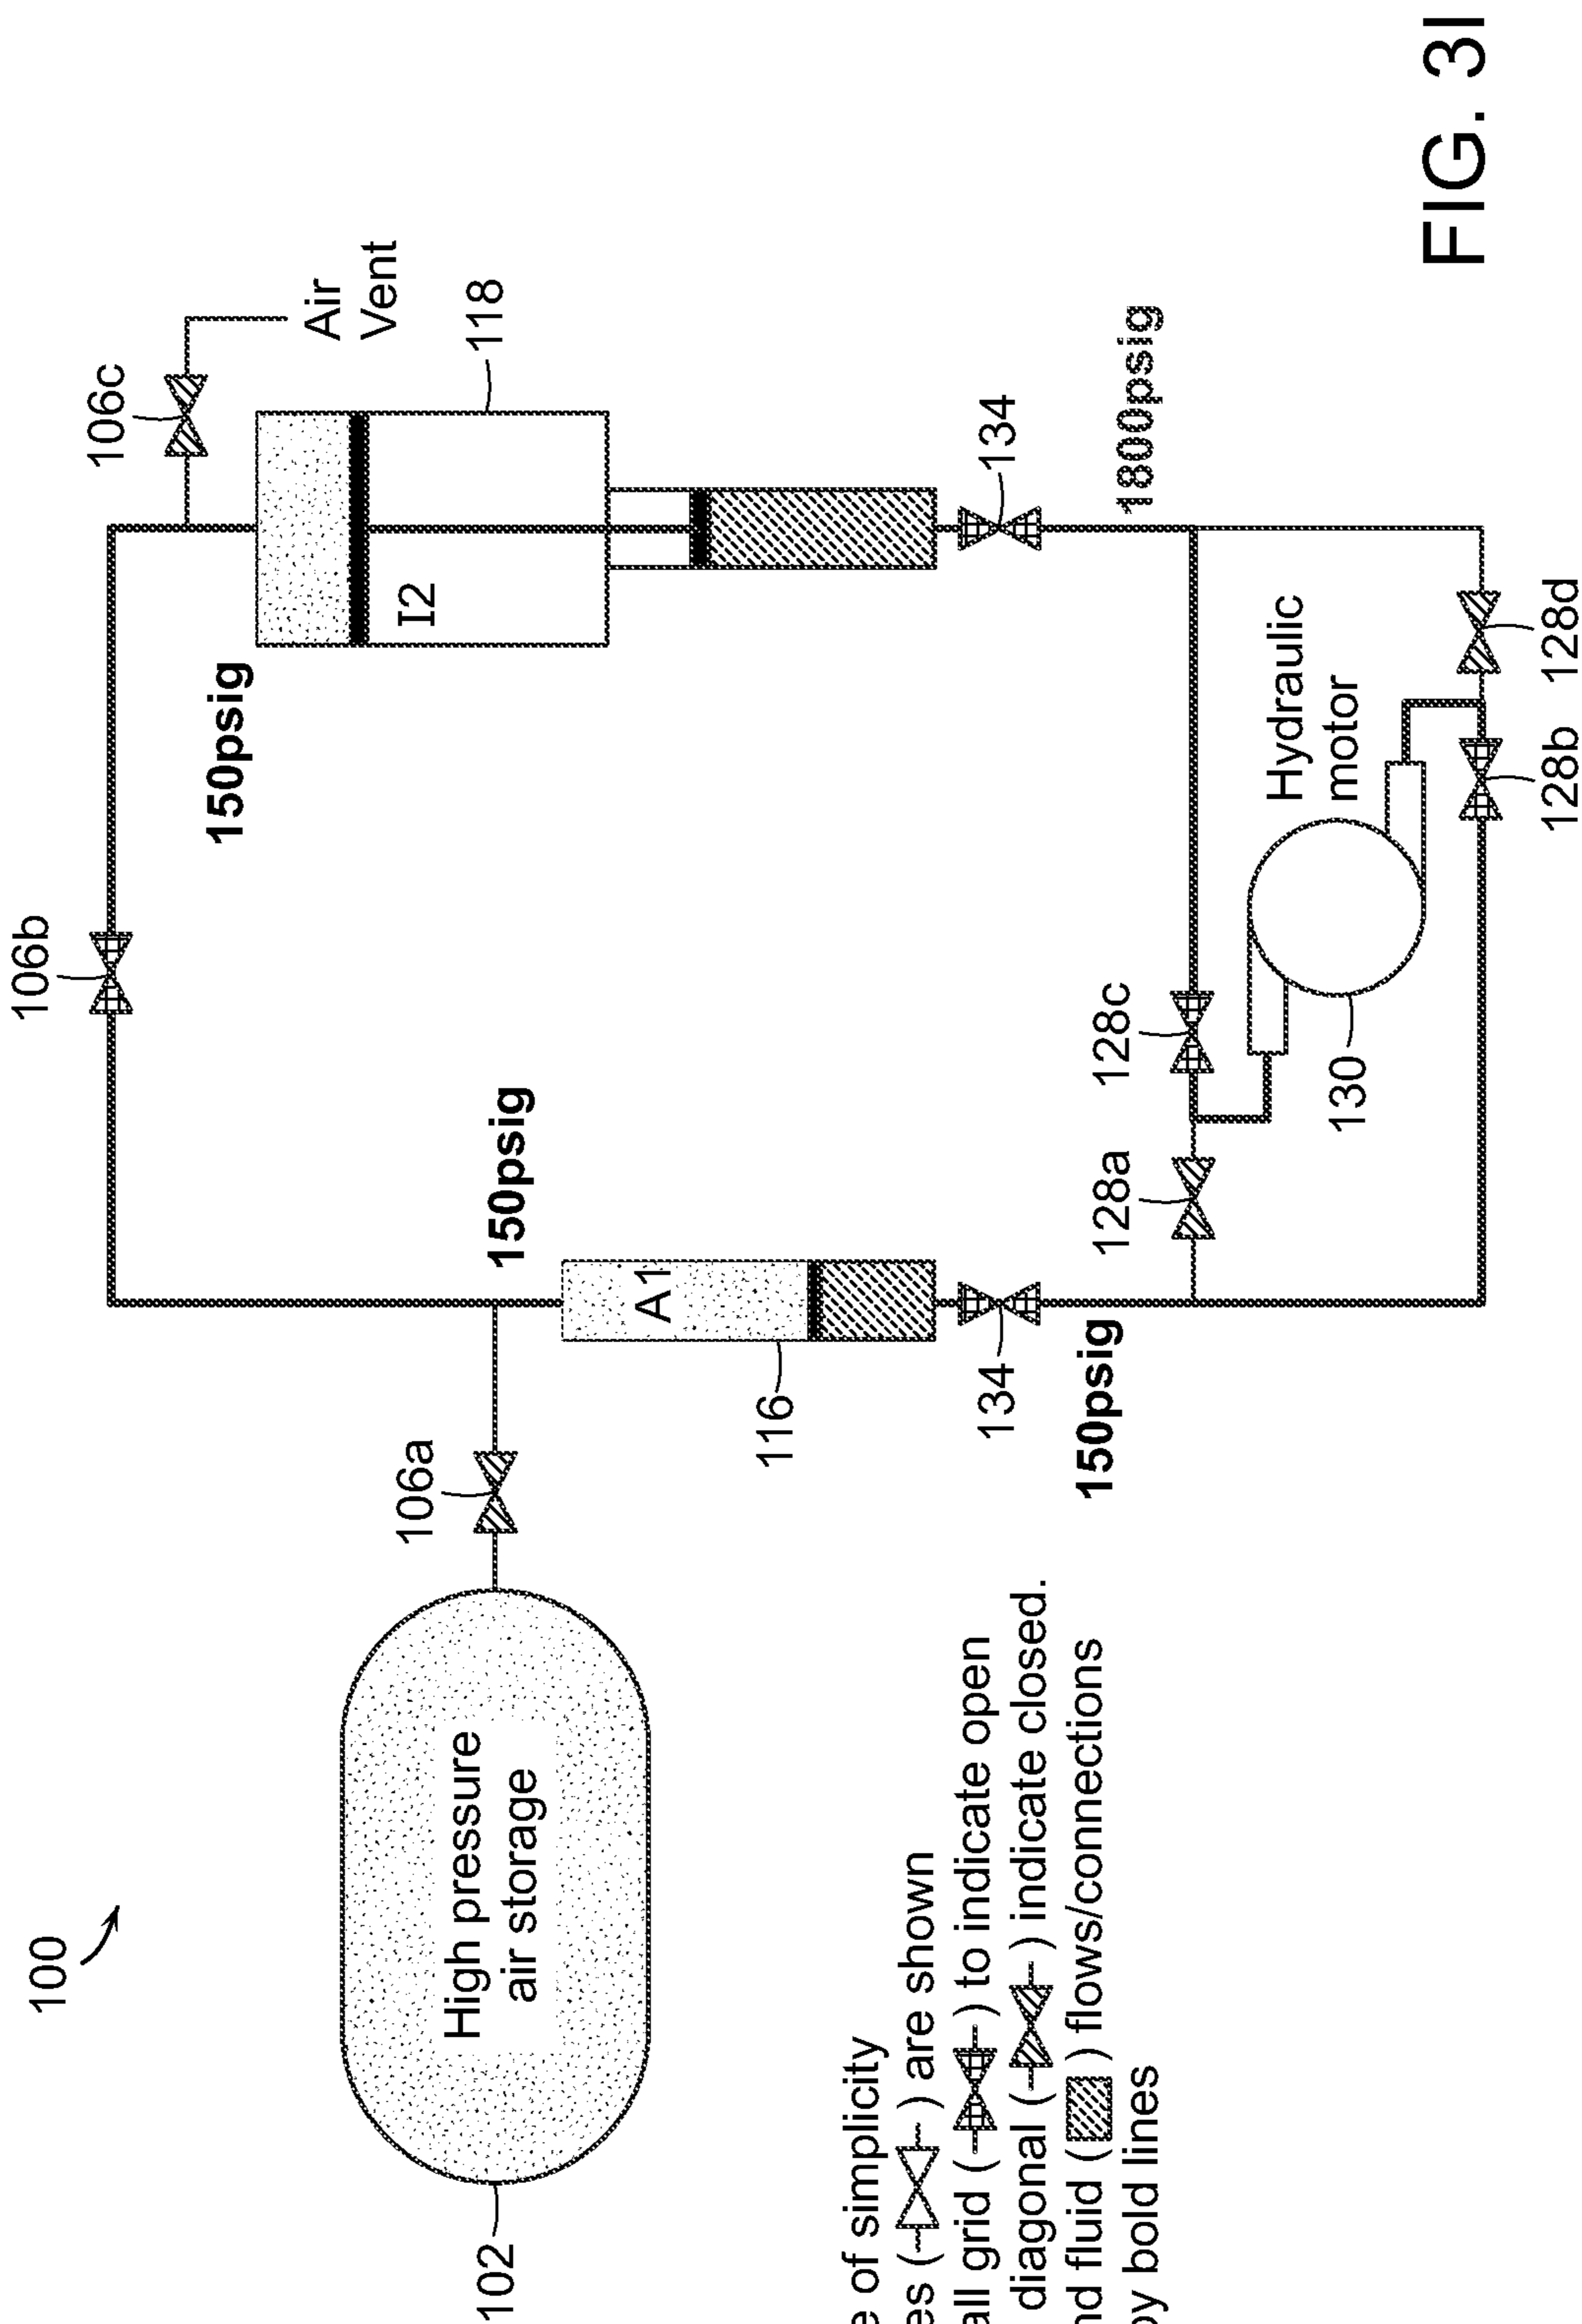 100
106b
106c
Air
Vent
150psig
106a
High pressure
air storage
102
150psig
I2
118
A1
116
e of simplicity
es ( ) are shown
all grid ( ) to indicate open
diagonal ( ) indicate closed.
nd fluid ( ) flows/connections
by bold lines
134
134
150psig
1800psig
128a
128c
Hydraulic
motor
130
128b
128d
FIG. 3I